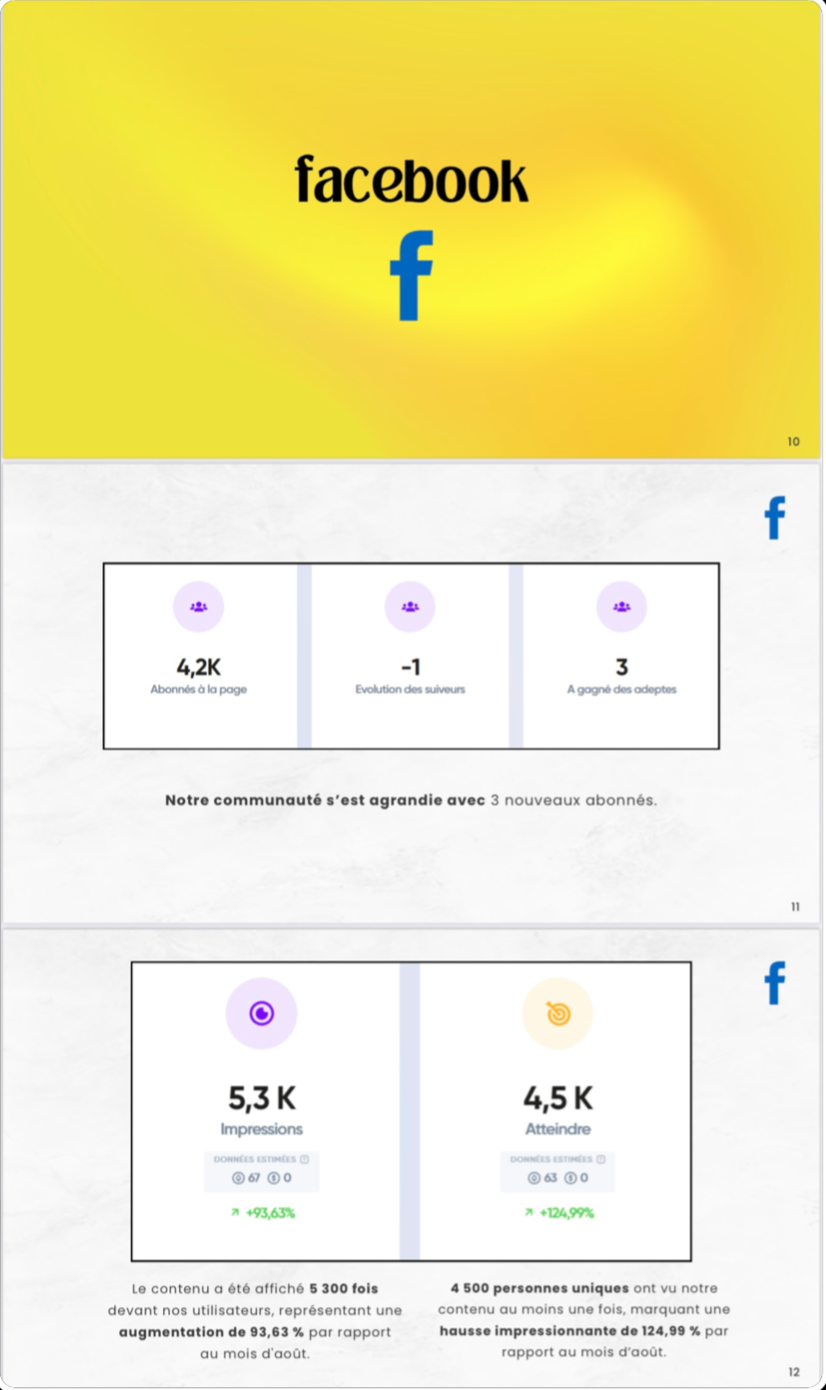 facebook
10
4,2K
Abonnés à la page
-1
Evolution des suiveurs
3
A gagné des adeptes
Notre communauté s'est agrandie avec 3 nouveaux abonnés.
11
5,3 K
Impressions
DONNÉES ESTIMÉES
67 0
+93,63%
4,5 K
Atteindre
DONNÉES ESTIMÉES
63 0
+124,99%
Le contenu a été affiché 5 300 fois
devant nos utilisateurs, représentant une
augmentation de 93,63 % par rapport
au mois d'août.
4 500 personnes uniques ont vu notre
contenu au moins une fois, marquant une
hausse impressionnante de 124,99 % par
rapport au mois d'août.
12